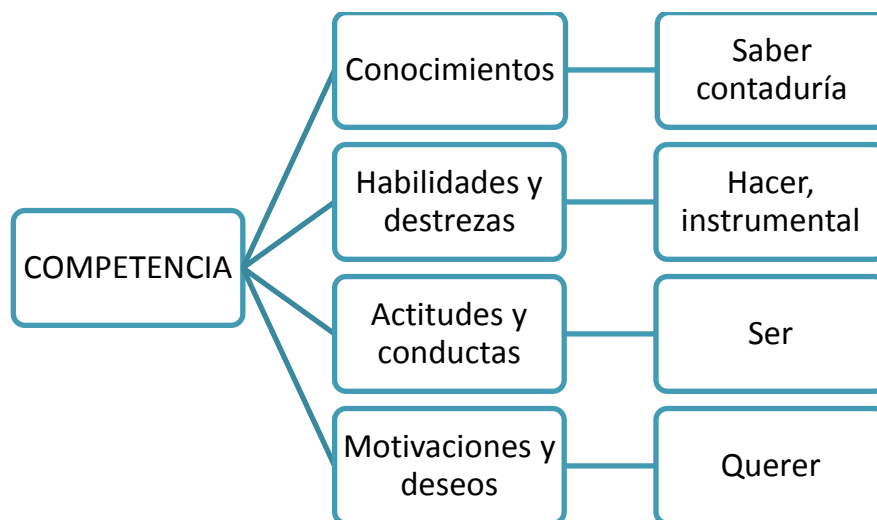 COMPETENCIA
Conocimientos
Saber
contaduría
Habilidades y
destrezas
Hacer,
instrumental
Actitudes y
conductas
Ser
Motivaciones y
deseos
Querer